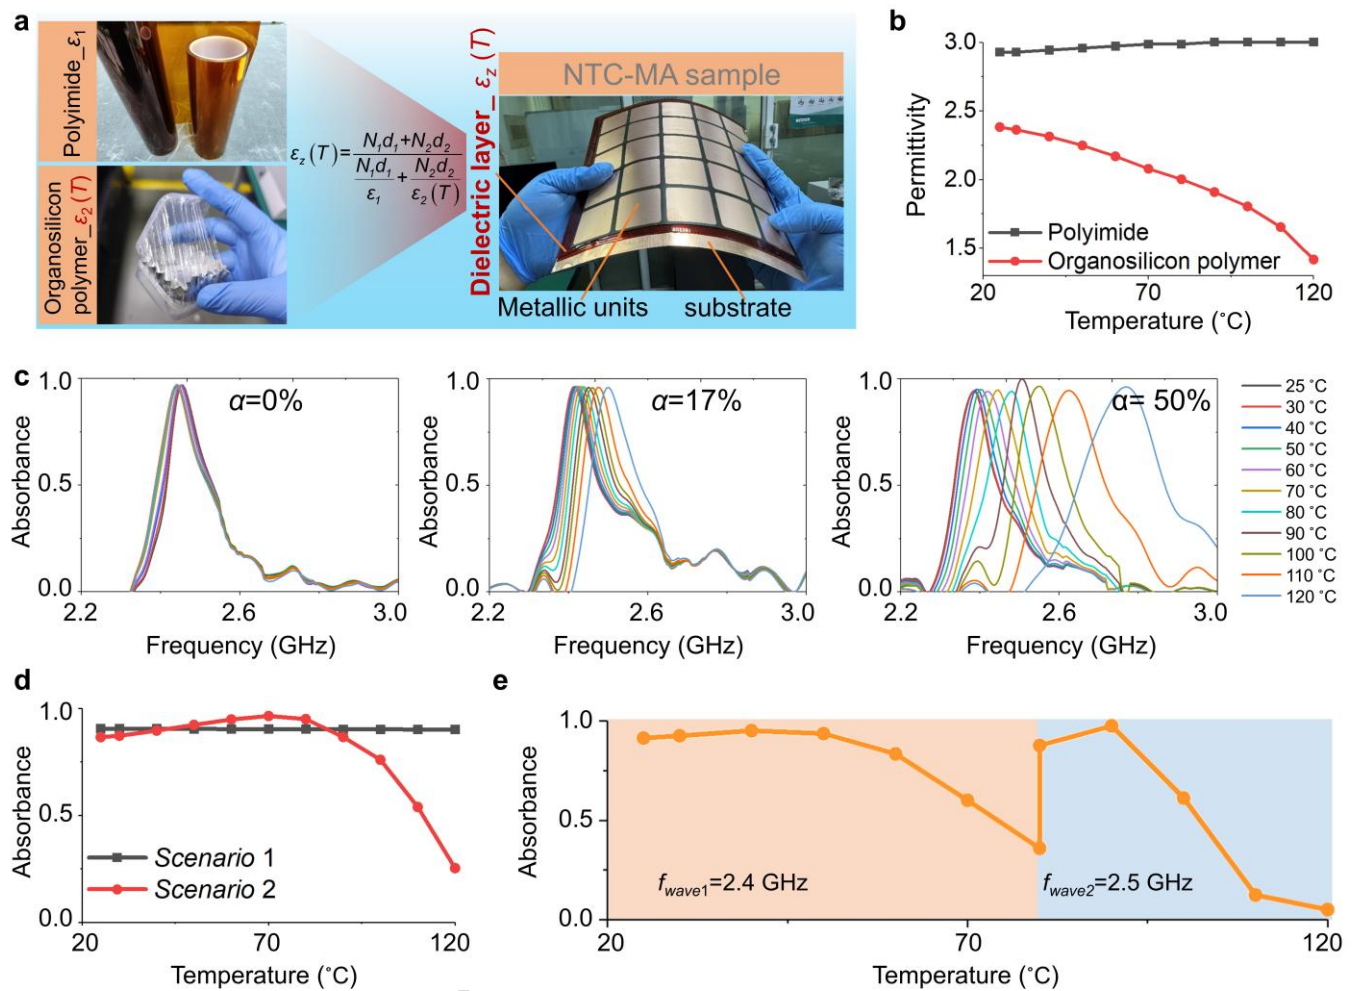 a
Polyimide_ε1
Organosilicon
polymer_ε2(T)
εz(T)=
N1d1+N2d2
N1d1/ε1 + N2d2/ε2(T)
Dielectric layer_εz(T)
NTC-MA sample
Metallic units
substrate
b
Permittivity
3.0
2.5
2.0
1.5
Polyimide
Organosilicon polymer
20 70 120
Temperature (°C)
c
Absorbance
1.0
0.5
0.0
α=0%
2.2 2.6 3.0
Frequency (GHz)
Absorbance
1.0
0.5
0.0
α=17%
2.2 2.6 3.0
Frequency (GHz)
Absorbance
1.0
0.5
0.0
α= 50%
2.2 2.6 3.0
Frequency (GHz)
25 °C
30 °C
40 °C
50 °C
60 °C
70 °C
80 °C
90 °C
100 °C
110 °C
120 °C
d
Absorbance
1.0
0.5
0.0
Scenario 1
Scenario 2
20 70 120
Temperature (°C)
e
Absorbance
1.0
0.5
0.0
fwave1=2.4 GHz
fwave2=2.5 GHz
20 70 120
Temperature (°C)